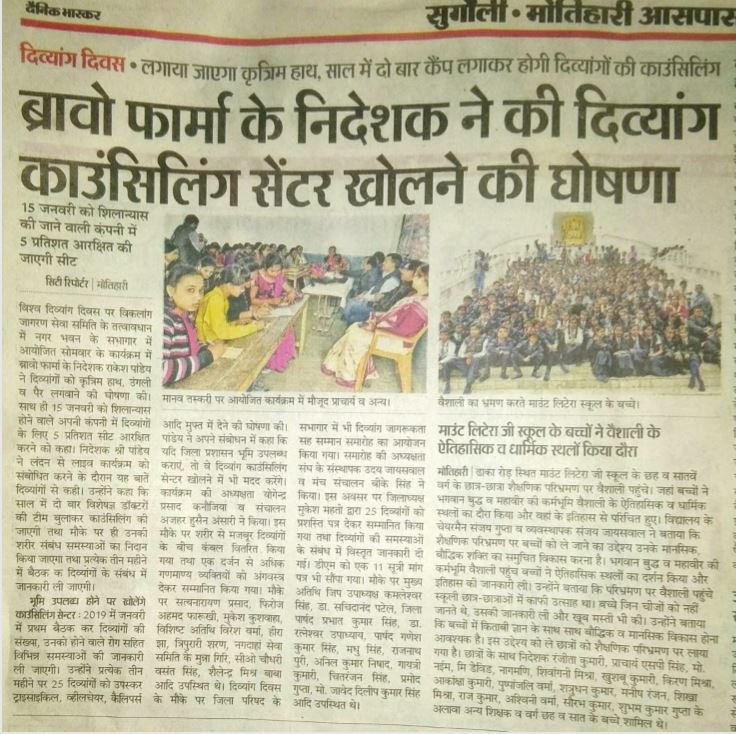 दैनिक भास्कर
सुगौली • मोतिहारी आसपास
दिव्यांग दिवस • लगाया जाएगा कृत्रिम हाथ, साल में दो बार कैंप लगाकर होगी दिव्यांगों की काउंसिलिंग
ब्रावो फार्मा के निदेशक ने की दिव्यांग
काउंसिलिंग सेंटर खोलने की घोषणा
15 जनवरी को शिलान्यास
की जाने वाली कंपनी में
5 प्रतिशत आरक्षित की
जाएगी सीट
सिटी रिपोर्टर | मोतिहारी
विश्व दिव्यांग दिवस पर विकलांग
जागरण सेवा समिति के तत्वावधान
में नगर भवन के सभागार में
आयोजित सोमवार के कार्यक्रम में
ब्रावो फार्मा के निदेशक राकेश पांडेय
ने दिव्यांगों को कृत्रिम हाथ, उंगली
व पैर लगवाने की घोषणा की।
साथ ही 15 जनवरी को शिलान्यास
होने वाले अपनी कंपनी में दिव्यांगों
के लिए 5 प्रतिशत सीट आरक्षित
करने को कहा। निदेशक श्री पांडेय
ने लंदन से लाइव कार्यक्रम को
संबोधित करने के दौरान यह बातें
दिव्यांगों से कही। उन्होंने कहा कि
साल में दो बार विशेषज्ञ डॉक्टरों
की टीम बुलाकर काउंसिलिंग की
जाएगी तथा मौके पर ही उनकी
शरीर संबंध समस्याओं का निदान
किया जाएगा तथा प्रत्येक तीन महीने
में बैठक क दिव्यांगों के संबंध में
जानकारी ली जाएगी।
भूमि उपलब्ध होने पर खोलेंगे
काउंसिलिंग सेन्टर : 2019 में जनवरी
में प्रथम बैठक कर दिव्यांगों की
संख्या, उनको होने वाले रोग सहित
विभिन्न समस्याओं की जानकारी
ली जाएगी। उन्होंने प्रत्येक तीन
महीने पर 25 दिव्यांगों को उपस्कर
ट्राइसाइकिल, व्हीलचेयर, कैलिपर्स
मानव तस्करी पर आयोजित कार्यक्रम में मौजूद प्राचार्य व अन्य।
आदि मुफ्त में देने की घोषणा की।
पांडेय ने अपने संबोधन में कहा कि
यदि जिला प्रशासन भूमि उपलब्ध
कराएं, तो वे दिव्यांग काउंसिलिंग
सेन्टर खोलने में भी मदद करेंगे।
कार्यक्रम की अध्यक्षता योगेन्द्र
प्रसाद कनौजिया व संचालन
अजहर हुसैन अंसारी ने किया। इस
मौके पर शरीर से मजबूर दिव्यांगों
के बीच कंबल वितरित किया
गया तथा एक दर्जन से अधिक
गणमाण्य व्यक्तियों को अंगवस्त्र
देकर सम्मानित किया गया। मौके
पर सत्यनारायण प्रसाद, फिरोज
अहमद फारूखी, मुकेश कुशवाहा,
विशिष्ट अतिथि विरेश वर्मा, हीरा
झा, त्रिपुरारी शरण, नगदाहा सेवा
समिति के मुन्ना गिरि, सीओ चौधरी
वसंत सिंह, शैलेन्द्र मिश्र बाबा
आदि उपस्थित थे। दिव्यांग दिवस
के मौके पर जिला परिषद के
सभागार में भी दिव्यांग जागरूकता
सह सम्मान समारोह का आयोजन
किया गया। समारोह की अध्यक्षता
संघ के संस्थापक उदय जायसवाल
व मंच संचालन बीके सिंह ने
किया। इस अवसर पर जिलाध्यक्ष
मुकेश महतो द्वारा 25 दिव्यांगों को
प्रशस्ति पत्र देकर सम्मानित किया
गया तथा दिव्यांगों की समस्याओं
के संबंध में विस्तृत जानकारी दी
गई। डीएम को एक 11 सूत्री मांग
पत्र भी सौंपा गया। मौके पर मुख्य
अतिथि जिप उपाध्यक्ष कमलेश्वर
सिंह, डा. सचिदानंद पटेल, जिला
पार्षद प्रभात कुमार सिंह, डा.
रत्नेश्वर उपाध्याय, पार्षद गणेश
कुमार सिंह, मधु सिंह, राजनाथ
पुरी, अनिल कुमार निषाद, गायत्री
कुमारी, चितरंजन सिंह, प्रमोद
गुप्ता, मो. जावेद दिलीप कुमार सिंह
आदि उपस्थित थे।
वैशाली का भ्रमण करते माउंट लिटेरा स्कूल के बच्चे।
माउंट लिटेरा जी स्कूल के बच्चों ने वैशाली के
ऐतिहासिक व धार्मिक स्थलों किया दौरा
मोतिहारी| ढाका रोड स्थित माउंट लिटेरा जी स्कूल के छह व सातवें
वर्ग के छात्र-छात्रा शैक्षणिक परिभ्रमण पर वैशाली पहुंचे। जहां बच्चों ने
भगवान बुद्ध व महावीर की कर्मभूमि वैशाली के ऐतिहासिक व धार्मिक
स्थलों का दौरा किया और वहां के इतिहास से परिचित हुए। विद्यालय के
चेयरमैन संजय गुप्ता व व्यवस्थापक संजय जायसवाल ने बताया कि
शैक्षणिक परिभ्रमण पर बच्चों को ले जाने का उद्देश्य उनके मानसिक,
बौद्धिक शक्ति का समुचित विकास करना है। भगवान बुद्ध व महावीर की
कर्मभूमि वैशाली पहुंच बच्चों ने ऐतिहासिक स्थलों का दर्शन किया और
इतिहास की जानकारी ली। उन्होंने बताया कि परिभ्रमण पर वैशाली पहुंचे
स्कूली छात्र-छात्राओं में काफी उत्साह था। बच्चे जिन चीजों को नहीं
जानते थे, उसकी जानकारी ली और खूब मस्ती भी की। उन्होंने बताया
कि बच्चों में किताबी ज्ञान के साथ साथ बौद्धिक व मानसिक विकास होना
आवश्यक है। इस उद्देश्य को ले छात्रों को शैक्षणिक परिभ्रमण पर लाया
गया है। छात्रों के साथ निदेशक रंजीता कुमारी, प्राचार्य एसपी सिंह, मो.
नईम, मि डेविड, नागमणि, शिवांगनी मिश्रा, खुशबू कुमारी, किरण मिश्रा,
आकांक्षा कुमारी, पुष्पांजलि वर्मा, शत्रुधन कुमार, मनीष रंजन, शिखा
मिश्रा, राज कुमार, अश्विनी वर्मा, सौरभ कुमार, शुभम कुमार गुप्ता के
अलावा अन्य शिक्षक व वर्ग छह व सात के बच्चे शामिल थे।